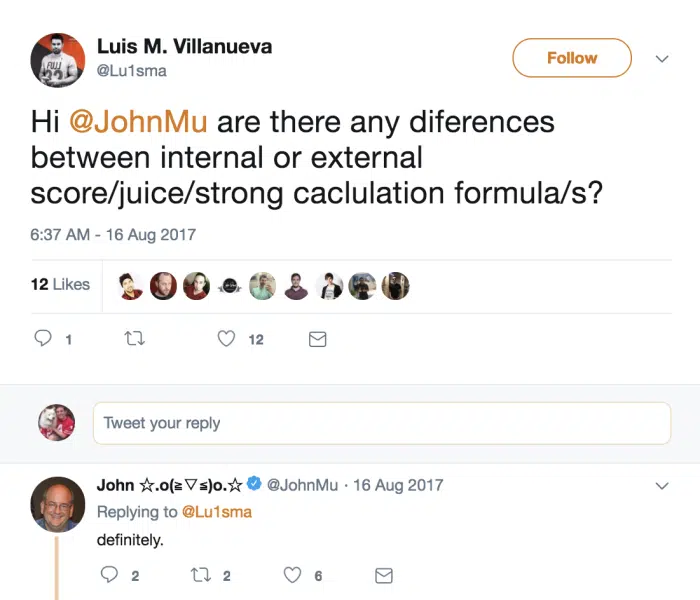 Luis M. Villanueva
@Lu1sma
Follow
Hi @JohnMu are there any diferences
between internal or external
score/juice/strong caclulation formula/s?
6:37 AM - 16 Aug 2017
12 Likes
1 12
Tweet your reply
John ☆.o(≧▽≦)o.☆ @JohnMu · 16 Aug 2017
Replying to @Lu1sma
definitely.
2 2 6